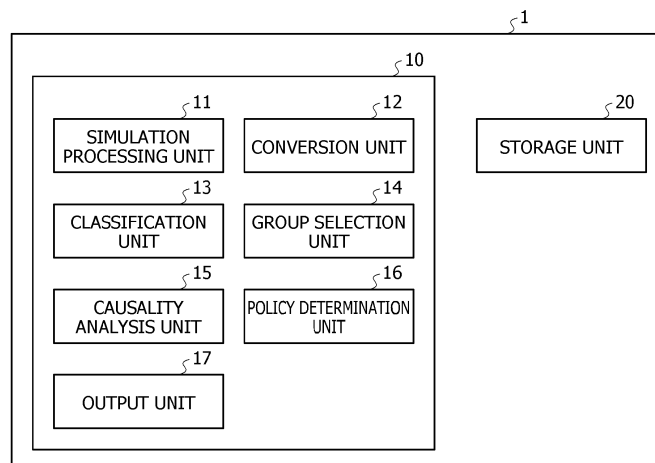 1
10
11
SIMULATION
PROCESSING UNIT
12
CONVERSION UNIT
20
STORAGE UNIT
13
CLASSIFICATION
UNIT
14
GROUP SELECTION
UNIT
15
CAUSALITY
ANALYSIS UNIT
16
POLICY DETERMINATION
UNIT
17
OUTPUT UNIT